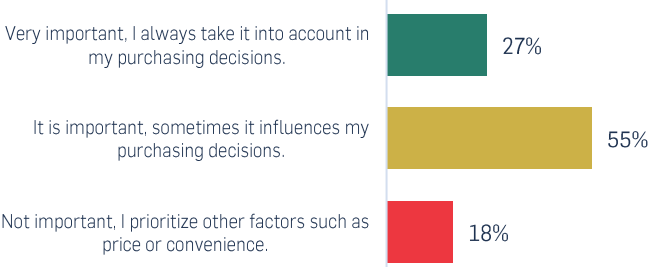 Very important, I always take it into account in
my purchasing decisions.
27%
It is important, sometimes it influences my
purchasing decisions.
55%
Not important, I prioritize other factors such as
price or convenience.
18%